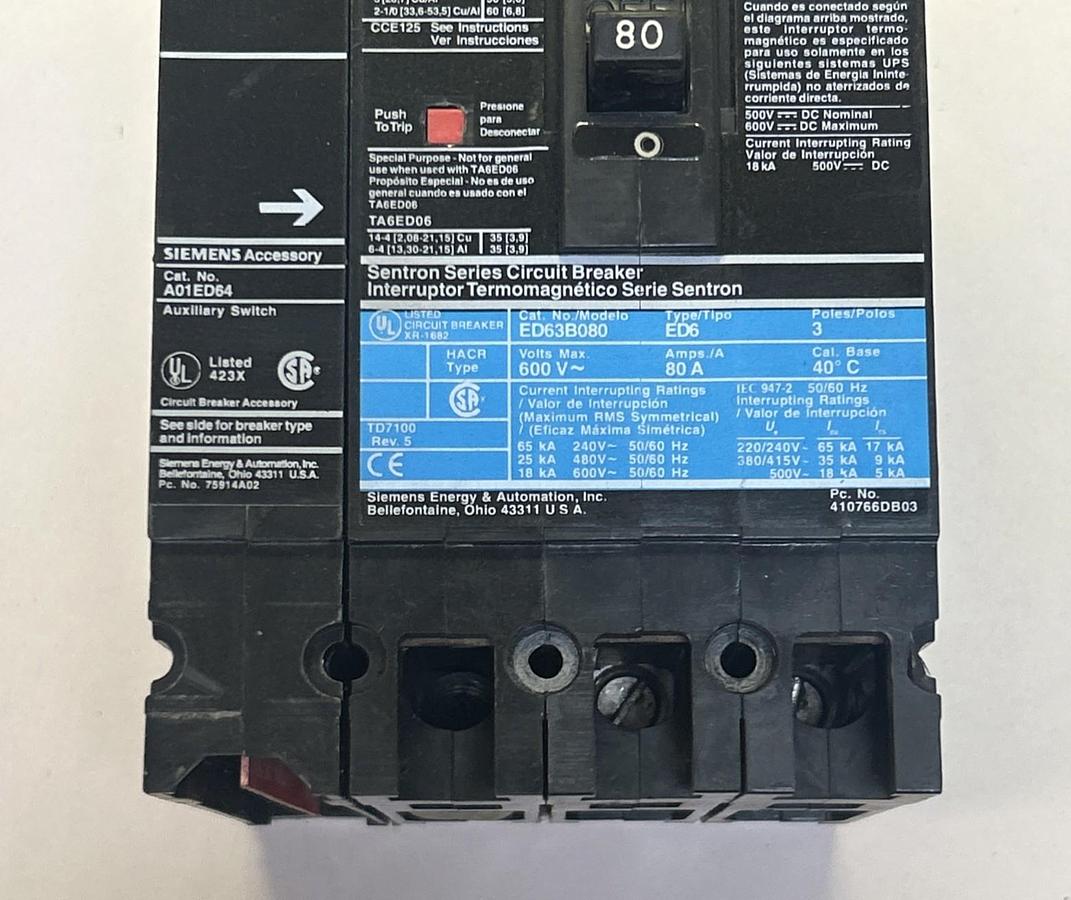 2-1/0 [33,6-53,5] Cu/Al 60 [6,8]
CCE125 See Instructions
Ver Instrucciones
Push
To Trip
Presione
para
Desconectar
Special Purpose - Not for general
use when used with TA6ED06
Propósito Especial - No es de uso
general cuando es usado con el
TA6ED06
TA6ED06
14-4 [2,08-21,15] Cu 35 [3,9]
6-4 [13,30-21,15] Al 35 [3,9]
OFF
80
Cuando es conectado según
el diagrama arriba mostrado,
este interruptor termo-
magnético es especificado
para uso solamente en los
siguientes sistemas UPS
(Sistemas de Energia Ininte-
rrumpida) no aterrizados de
corriente directa.
500V DC Nominal
600V DC Maximum
Current Interrupting Rating
Valor de Interrupción
18 kA 500V DC
SIEMENS Accessory
Cat. No.
A01ED64
Auxiliary Switch
UL Listed
423X
SA
Circuit Breaker Accessory
See side for breaker type
and information
Siemens Energy & Automation, Inc.
Bellefontaine, Ohio 43311 U.S.A.
Pc. No. 75914A02
Sentron Series Circuit Breaker
Interruptor Termomagnético Serie Sentron
UL LISTED
CIRCUIT BREAKER
XR-1682
Cat. No./Modelo
ED63B080
Type/Tipo
ED6
Poles/Polos
3
HACR
Type
Volts Max.
600 V~
Amps./A
80 A
Cal. Base
40° C
SA
TD7100
Rev. 5
CE
Current Interrupting Ratings
/ Valor de Interrupción
(Maximum RMS Symmetrical)
/ (Eficaz Máxima Simétrica)
65 kA 240V~ 50/60 Hz
25 kA 480V~ 50/60 Hz
18 kA 600V~ 50/60 Hz
IEC 947-2 50/60 Hz
Interrupting Ratings
/ Valor de Interrupción
220/240V~ 65 kA 17 kA
380/415V~ 35 kA 9 kA
500V~ 18 kA 5 kA
Siemens Energy & Automation, Inc.
Bellefontaine, Ohio 43311 U S A.
Pc. No.
410766DB03